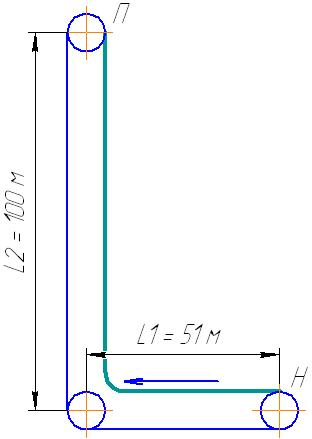 П
L2 = 100 м
L1 = 51 м
Н